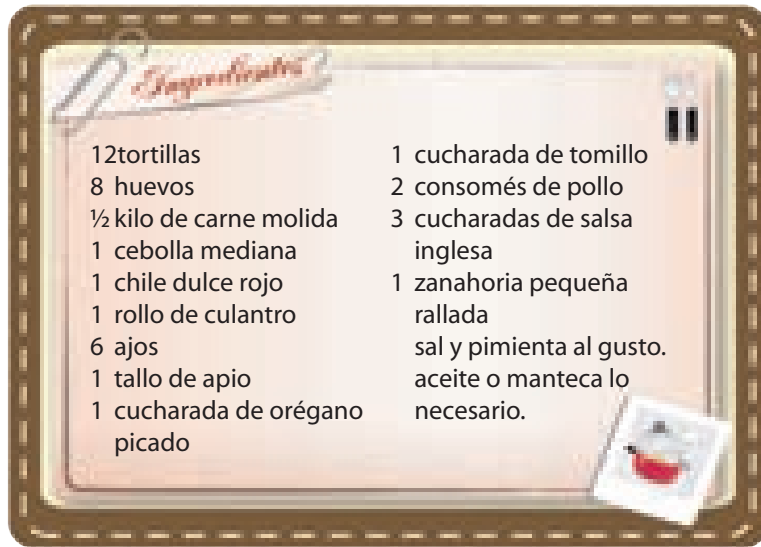 Ingredientes
12tortillas
8 huevos
½ kilo de carne molida
1 cebolla mediana
1 chile dulce rojo
1 rollo de culantro
6 ajos
1 tallo de apio
1 cucharada de orégano
picado
1 cucharada de tomillo
2 consomés de pollo
3 cucharadas de salsa
inglesa
1 zanahoria pequeña
rallada
sal y pimienta al gusto.
aceite o manteca lo
necesario.